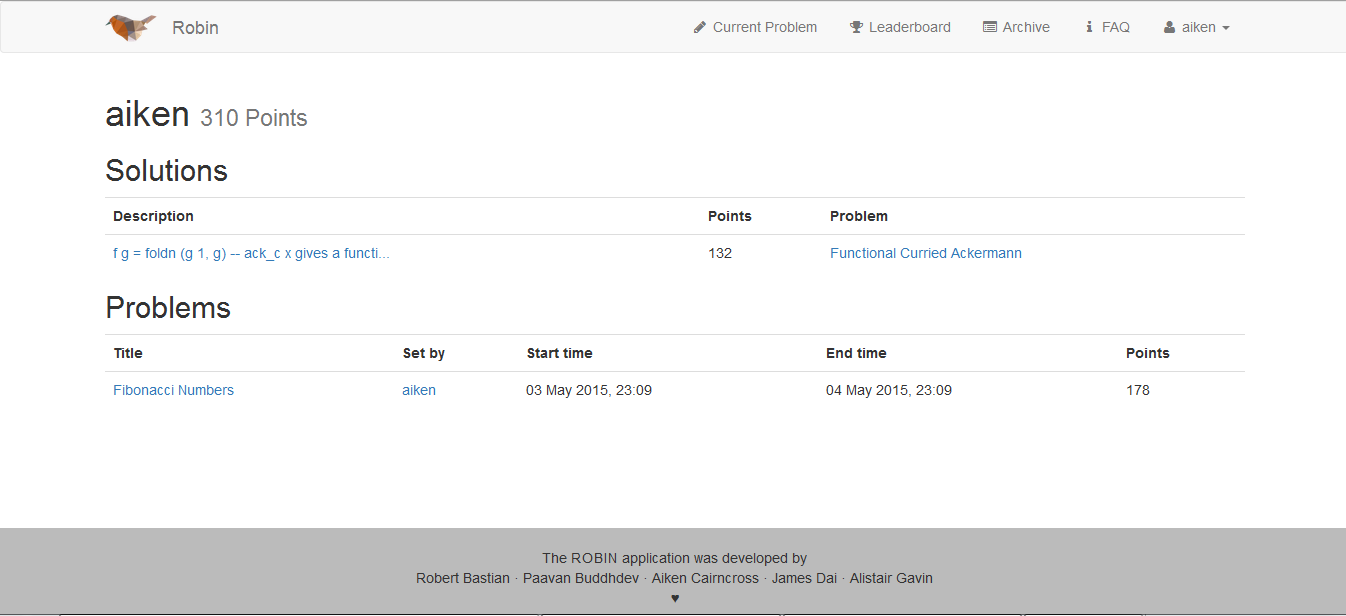 Robin Current Problem Leaderboard Archive FAQ aiken
aiken 310 Points
Solutions
Description Points Problem
f g = foldn (g 1, g) -- ack_c x gives a functi... 132 Functional Curried Ackermann
Problems
Title Set by Start time End time Points
Fibonacci Numbers aiken 03 May 2015, 23:09 04 May 2015, 23:09 178
The ROBIN application was developed by
Robert Bastian · Paavan Buddhdev · Aiken Cairncross · James Dai · Alistair Gavin
♥